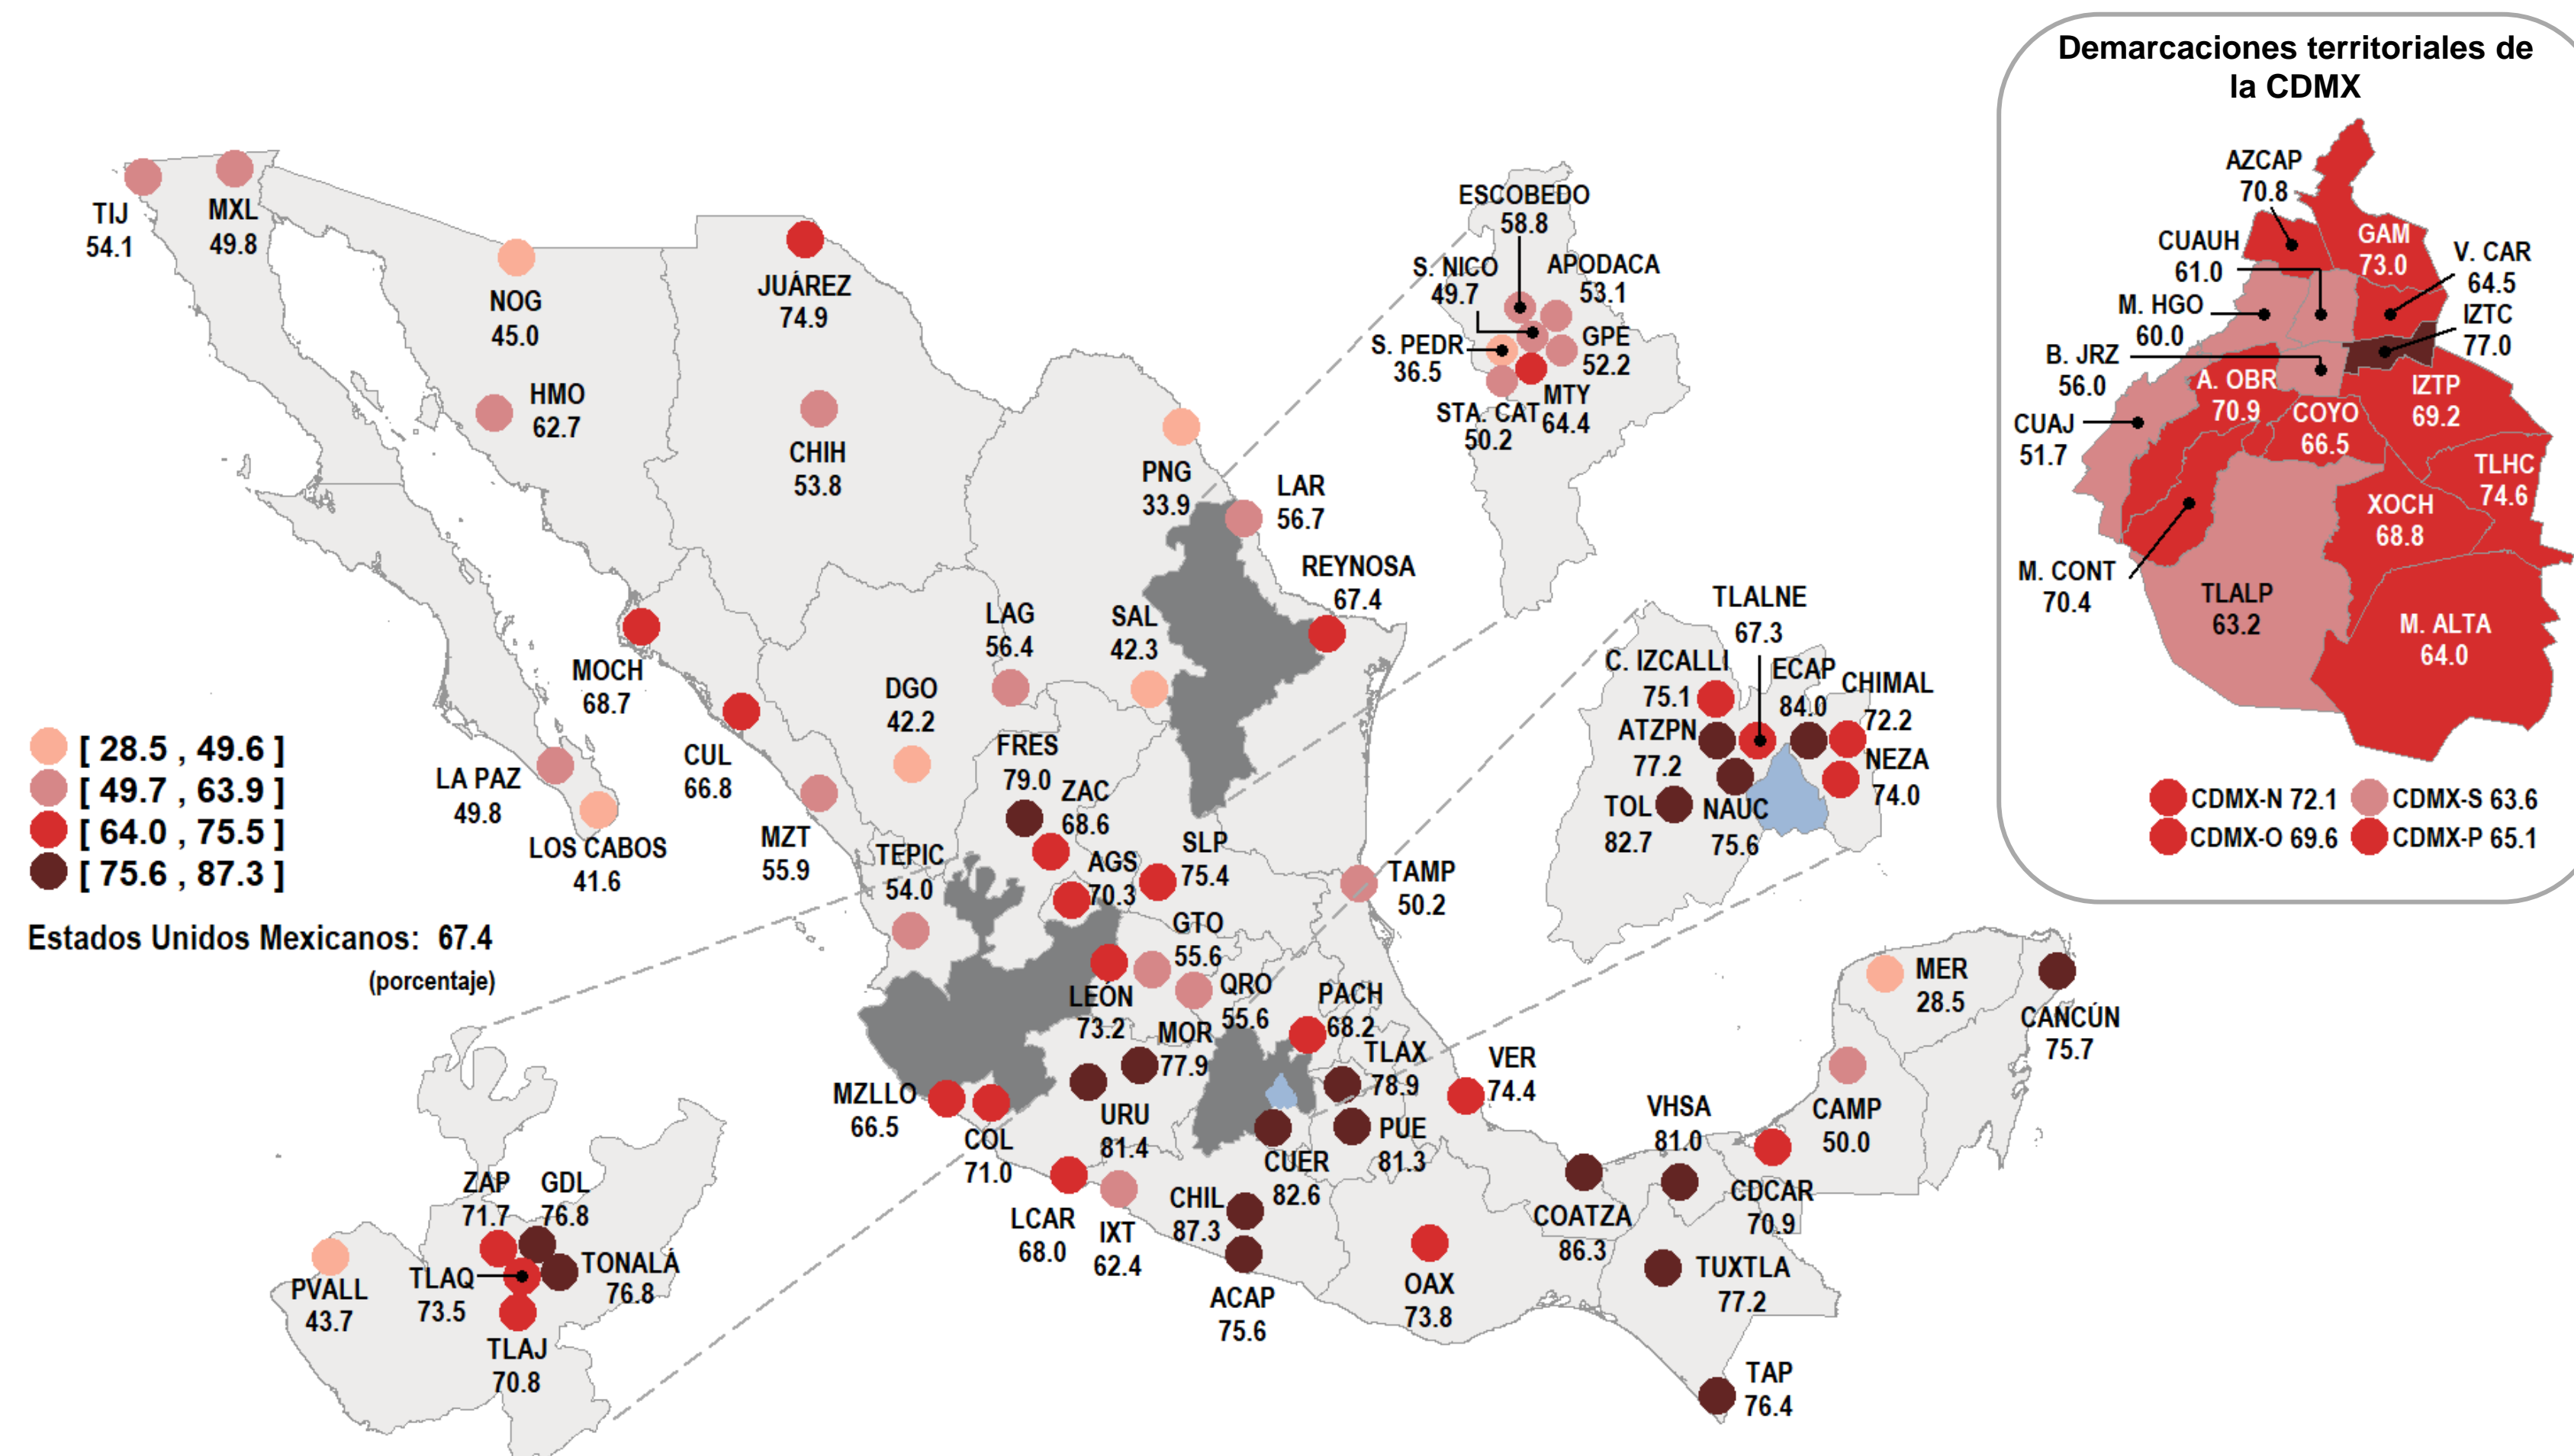 Demarcaciones territoriales de
la CDMX
AZCAP
70.8
GAM
73.0
CUAUH
61.0
V. CAR
64.5
M. HGO
60.0
IZTC
77.0
B. JRZ
56.0
A. OBR
70.9
IZTP
69.2
CUAJ
51.7
COYO
66.5
TLHC
74.6
XOCH
68.8
M. CONT
70.4
TLALP
63.2
M. ALTA
64.0
CDMX-N 72.1
CDMX-S 63.6
CDMX-O 69.6
CDMX-P 65.1
TIJ
54.1
MXL
49.8
NOG
45.0
HMO
62.7
JUÁREZ
74.9
CHIH
53.8
PNG
33.9
LAR
56.7
REYNOSA
67.4
ESCOBEDO
58.8
S. NICO
49.7
APODACA
53.1
S. PEDR
36.5
GPE
52.2
STA. CAT
50.2
MTY
64.4
MOCH
68.7
CUL
66.8
LAG
56.4
SAL
42.3
DGO
42.2
LA PAZ
49.8
LOS CABOS
41.6
MZT
55.9
FRES
79.0
ZAC
68.6
TEPIC
54.0
AGS
70.3
SLP
75.4
TAMP
50.2
TLALNE
67.3
C. IZCALLI
75.1
ECAP
84.0
CHIMAL
72.2
ATZPN
77.2
NEZA
74.0
TOL
82.7
NAUC
75.6
[ 28.5 , 49.6 ]
[ 49.7 , 63.9 ]
[ 64.0 , 75.5 ]
[ 75.6 , 87.3 ]
Estados Unidos Mexicanos: 67.4
(porcentaje)
GTO
55.6
LEÓN
73.2
QRO
55.6
PACH
68.2
MOR
77.9
TLAX
78.9
VER
74.4
MER
28.5
CANCÚN
75.7
CAMP
50.0
MZLLO
66.5
COL
71.0
URU
81.4
CUER
82.6
PUE
81.3
VHSA
81.0
CDCAR
70.9
COATZA
86.3
LCAR
68.0
IXT
62.4
CHIL
87.3
ACAP
75.6
OAX
73.8
TUXTLA
77.2
TAP
76.4
ZAP
71.7
GDL
76.8
PVALL
43.7
TLAQ
73.5
TONALÁ
76.8
TLAJ
70.8